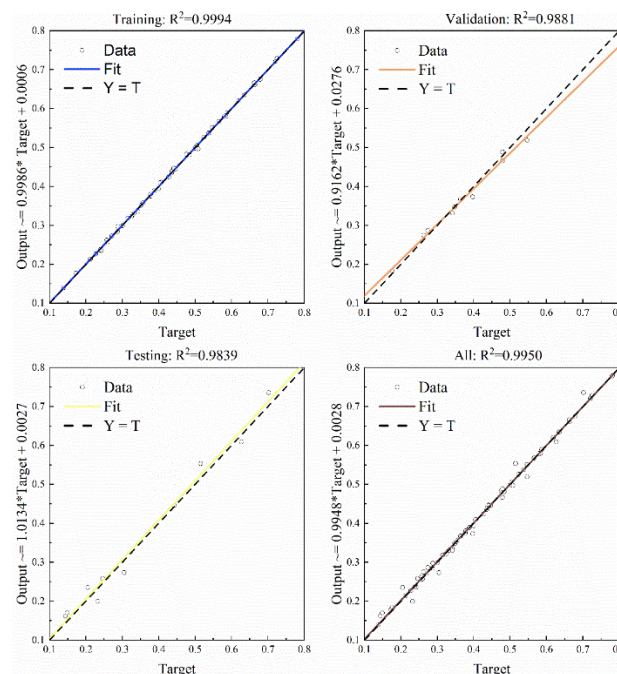 Training: R²=0.9994
Data
Fit
Y = T
Output ~= 0.9986* Target + 0.0006
0.8
0.7
0.6
0.5
0.4
0.3
0.2
0.1
0.1 0.2 0.3 0.4 0.5 0.6 0.7 0.8
Target
Validation: R²=0.9881
Data
Fit
Y = T
Output ~= 0.9162*Target + 0.0276
0.8
0.7
0.6
0.5
0.4
0.3
0.2
0.1
0.1 0.2 0.3 0.4 0.5 0.6 0.7 0.8
Target
Testing: R²=0.9839
Data
Fit
Y = T
Output ~= 1.0134*Target + 0.0027
0.8
0.7
0.6
0.5
0.4
0.3
0.2
0.1
0.1 0.2 0.3 0.4 0.5 0.6 0.7 0.8
Target
All: R²=0.9950
Data
Fit
Y = T
Output ~= 0.9948*Target + 0.0028
0.8
0.7
0.6
0.5
0.4
0.3
0.2
0.1
0.1 0.2 0.3 0.4 0.5 0.6 0.7 0.8
Target